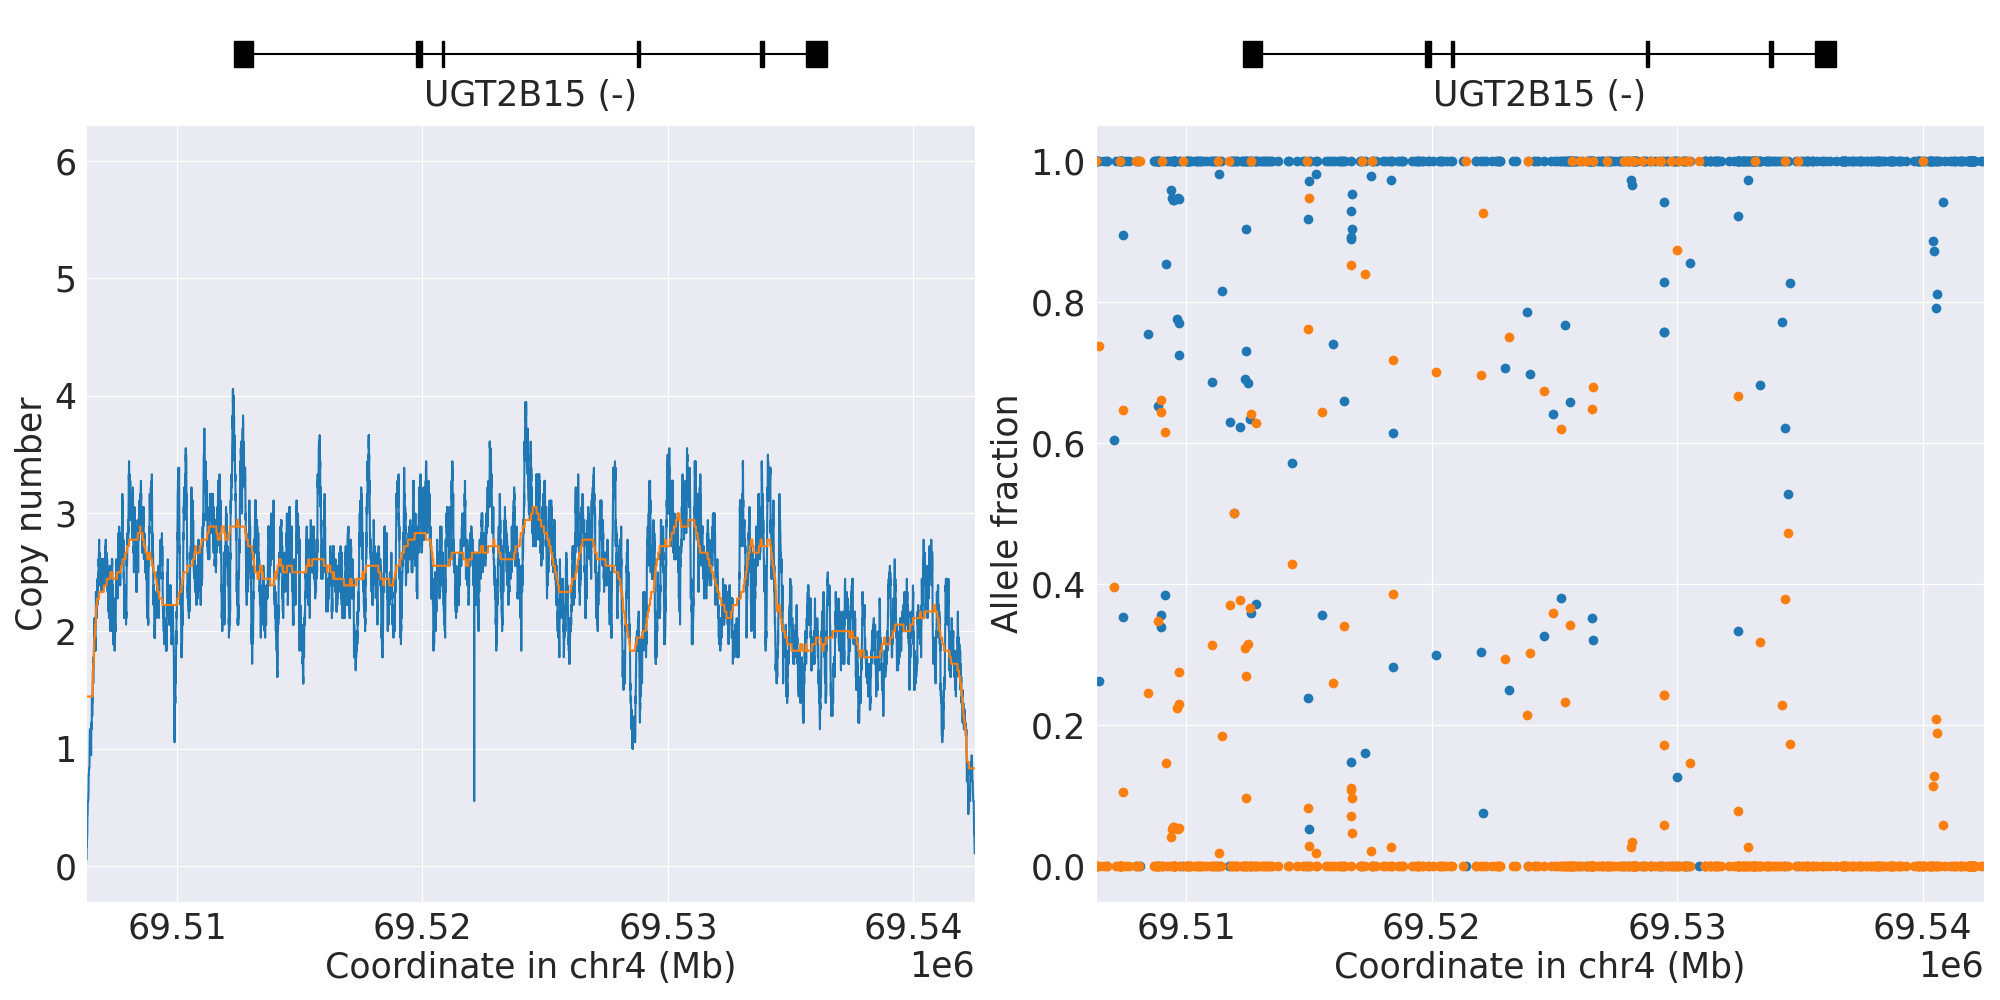 UGT2B15 (-)
6
5
4
3
2
1
0
Copy number
69.51 69.52 69.53 69.54
Coordinate in chr4 (Mb)
1e6
UGT2B15 (-)
1.0
0.8
0.6
0.4
0.2
0.0
Allele fraction
69.51 69.52 69.53 69.54
Coordinate in chr4 (Mb)
1e6